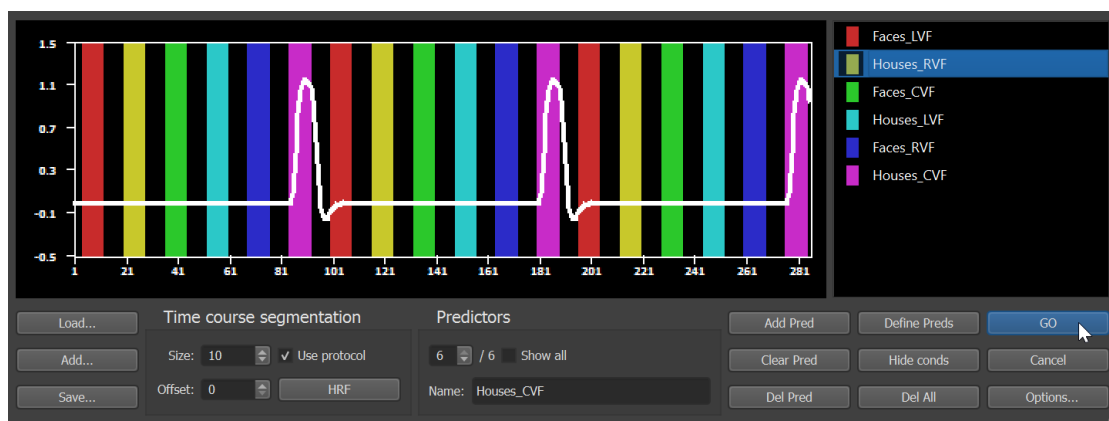 1.5
1.1
0.7
0.3
-0.1
-0.5
1 21 41 61 81 101 121 141 161 181 201 221 241 261 281
Faces_LVF
Houses_RVF
Faces_CVF
Houses_LVF
Faces_RVF
Houses_CVF
Load...
Add...
Save...
Time course segmentation
Size: 10 Use protocol
Offset: 0 HRF
Predictors
6 / 6 Show all
Name: Houses_CVF
Add Pred Define Preds GO
Clear Pred Hide conds Cancel
Del Pred Del All Options...